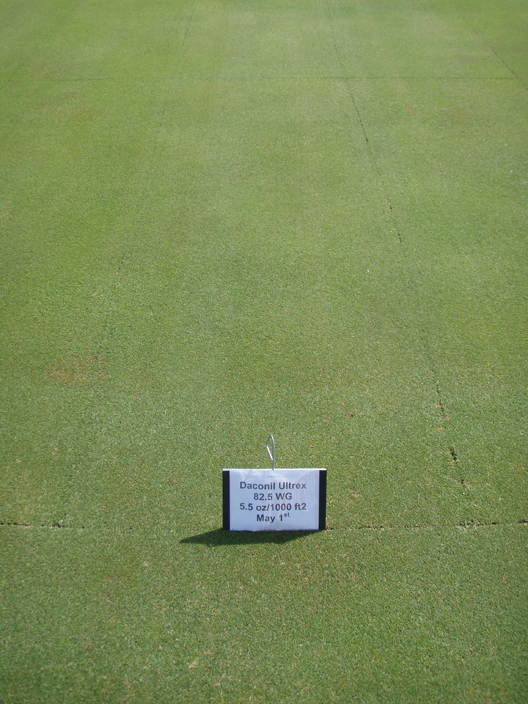 Daconil Ultrex
82.5 WG
5.5 oz/1000 ft2
May 1st